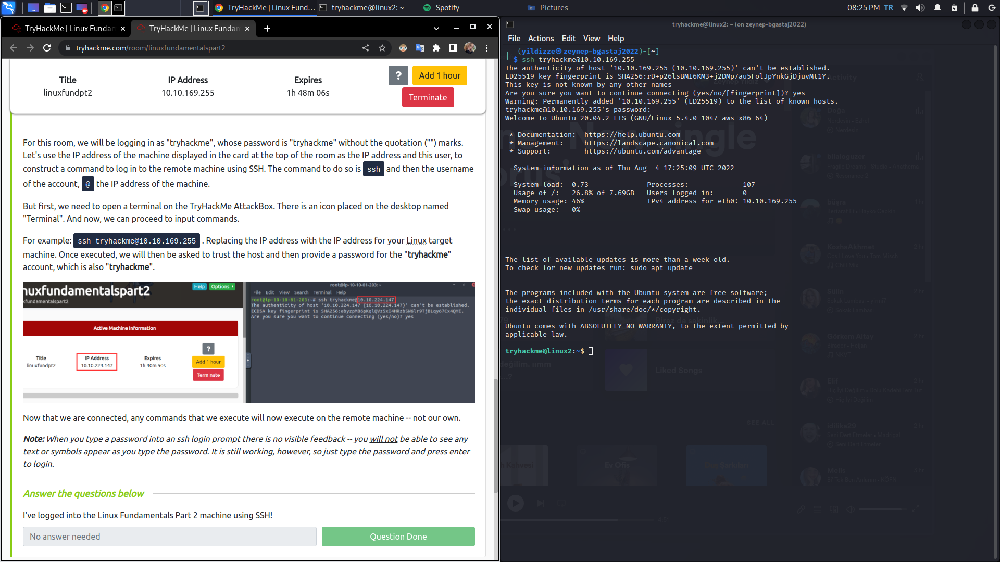 TryHackMe | Linux Fund...
tryhackme@linux2: ~
Spotify
Pictures
08:25 PM TR
TryHackMe | Linux Fundan
TryHackMe | Linux Fundan
tryhackme.com/room/linuxfundamentalspart2
Title
IP Address
Expires
linuxfundpt2
10.10.169.255
1h 48m 06s
?
Add 1 hour
Terminate
For this room, we will be logging in as "tryhackme", whose password is "tryhackme" without the quotation ("") marks.
Let's use the IP address of the machine displayed in the card at the top of the room as the IP address and this user, to
construct a command to log in to the remote machine using SSH. The command to do so is ssh and then the username
of the account, @ the IP address of the machine.
But first, we need to open a terminal on the TryHackMe AttackBox. There is an icon placed on the desktop named
"Terminal". And now, we can proceed to input commands.
For example: ssh tryhackme@10.10.169.255 . Replacing the IP address with the IP address for your Linux target
machine. Once executed, we will then be asked to trust the host and then provide a password for the "tryhackme"
account, which is also "tryhackme".
nuxfundamentalspart2
Help
Options
xfundamentalspart2
Active Machine Information
Title
IP Address
Expires
linuxfundpt2
10.10.224.147
1h 40m 50s
?
Add 1 hour
Terminate
root@ip-10-10-81-203: ~
File Edit View Search Terminal Help
root@ip-10-10-81-203:~# ssh tryhackme@10.10.224.147
The authenticity of host '10.10.224.147 (10.10.224.147)' can't be established.
ECDSA key fingerprint is
Are you sure you want to continue connecting (yes/no)? yes
Now that we are connected, any commands that we execute will now execute on the remote machine -- not our own.
Note: When you type a password into an ssh login prompt there is no visible feedback -- you will not be able to see any
text or symbols appear as you type the password. It is still working, however, so just type the password and press enter
to login.
Answer the questions below
I've logged into the Linux Fundamentals Part 2 machine using SSH!
No answer needed
Question Done
tryhackme@linux2: ~ (on zeynep-bgastaj2022)
File Actions Edit View Help
(yildizze㉿zeynep-bgastaj2022)-[~]
$ ssh tryhackme@10.10.169.255
The authenticity of host '10.10.169.255 (10.10.169.255)' can't be established.
ED25519 key fingerprint is SHA256:rD+p26lsBMI6KM3+j2DMp7au5FolJpYnkGjDjuvMt1Y.
This key is not known by any other names
Are you sure you want to continue connecting (yes/no/[fingerprint])? yes
Warning: Permanently added '10.10.169.255' (ED25519) to the list of known hosts.
tryhackme@10.10.169.255's password:
Welcome to Ubuntu 20.04.2 LTS (GNU/Linux 5.4.0-1047-aws x86_64)
* Documentation: https://help.ubuntu.com
* Management: https://landscape.canonical.com
* Support: https://ubuntu.com/advantage
System information as of Thu Aug 4 17:25:09 UTC 2022
System load: 0.73 Processes: 107
Usage of /: 26.8% of 7.69GB Users logged in: 0
Memory usage: 46% IPv4 address for eth0: 10.10.169.255
Swap usage: 0%
The list of available updates is more than a week old.
To check for new updates run: sudo apt update
The programs included with the Ubuntu system are free software;
the exact distribution terms for each program are described in the
individual files in /usr/share/doc/*/copyright.
Ubuntu comes with ABSOLUTELY NO WARRANTY, to the extent permitted by
applicable law.
tryhackme@linux2:~$
Liked Songs
SEE ALL
Ev Ofis